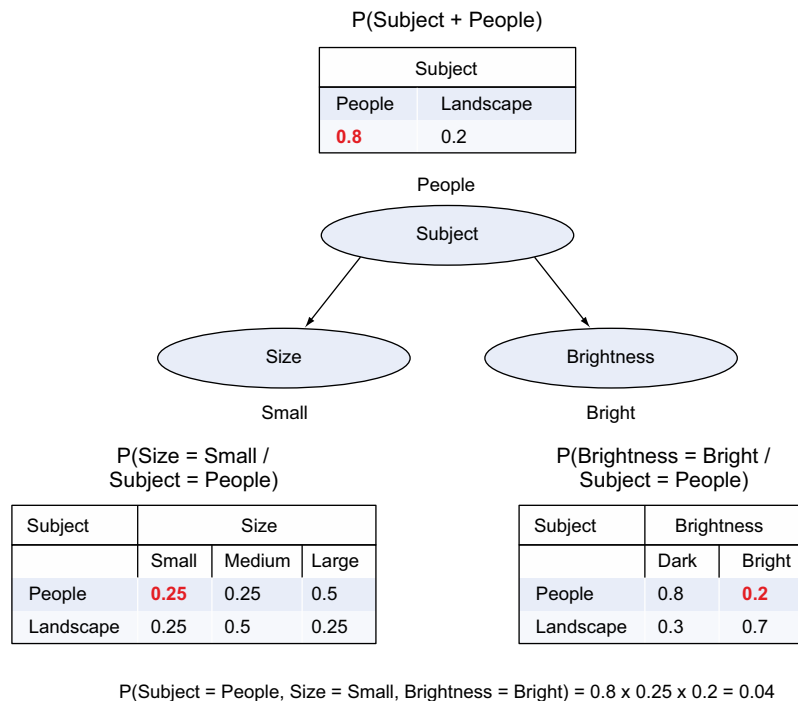 P(Subject + People)
Subject
People Landscape
0.8 0.2
People
Subject
Size Brightness
Small Bright
P(Size = Small /
Subject = People)
Subject Size
Small Medium Large
People 0.25 0.25 0.5
Landscape 0.25 0.5 0.25
P(Brightness = Bright /
Subject = People)
Subject Brightness
Dark Bright
People 0.8 0.2
Landscape 0.3 0.7
P(Subject = People, Size = Small, Brightness = Bright) = 0.8 x 0.25 x 0.2 = 0.04